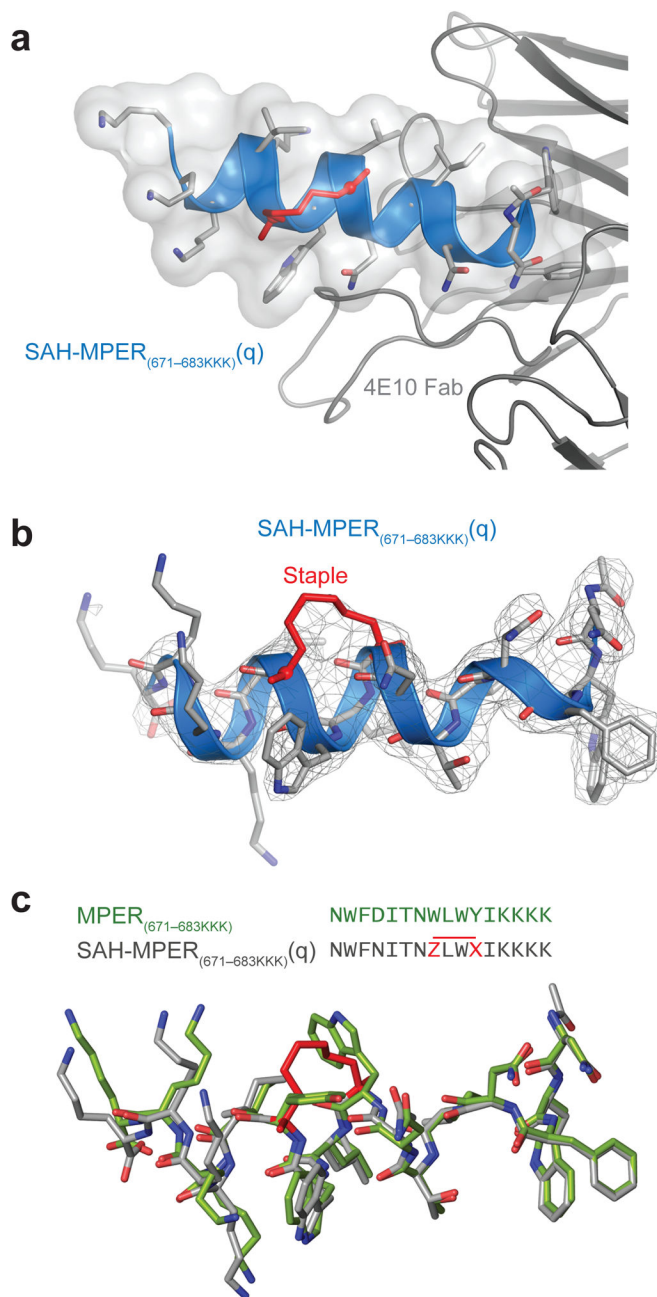 a
SAH-MPER(671–683KKK)(q)
4E10 Fab
b
SAH-MPER(671–683KKK)(q)
Staple
c
MPER(671–683KKK) NWFDITNWLWYIKKKK
SAH-MPER(671–683KKK)(q) NWFNITNZLWXIKKKK